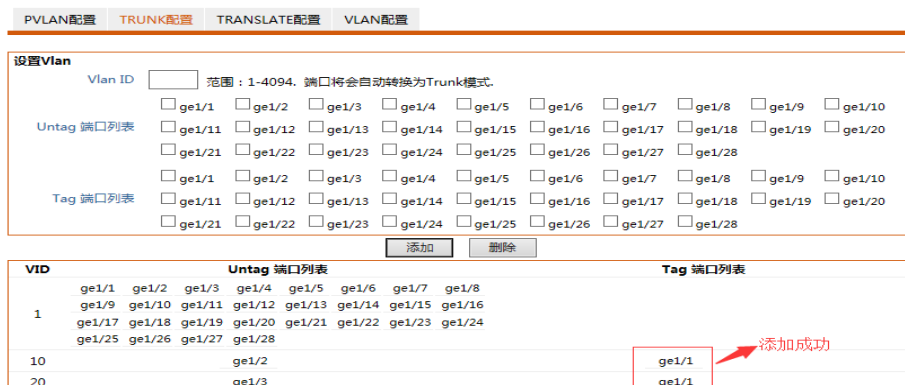 PVLAN配置 TRUNK配置 TRANSLATE配置 VLAN配置
设置Vlan
Vlan ID 范围：1-4094. 端口将会自动转换为Trunk模式.
ge1/1 ge1/2 ge1/3 ge1/4 ge1/5 ge1/6 ge1/7 ge1/8 ge1/9 ge1/10
Untag 端口列表 ge1/11 ge1/12 ge1/13 ge1/14 ge1/15 ge1/16 ge1/17 ge1/18 ge1/19 ge1/20
ge1/21 ge1/22 ge1/23 ge1/24 ge1/25 ge1/26 ge1/27 ge1/28
ge1/1 ge1/2 ge1/3 ge1/4 ge1/5 ge1/6 ge1/7 ge1/8 ge1/9 ge1/10
Tag 端口列表 ge1/11 ge1/12 ge1/13 ge1/14 ge1/15 ge1/16 ge1/17 ge1/18 ge1/19 ge1/20
ge1/21 ge1/22 ge1/23 ge1/24 ge1/25 ge1/26 ge1/27 ge1/28
添加 删除
VID Untag 端口列表 Tag 端口列表
ge1/1 ge1/2 ge1/3 ge1/4 ge1/5 ge1/6 ge1/7 ge1/8
ge1/9 ge1/10 ge1/11 ge1/12 ge1/13 ge1/14 ge1/15 ge1/16
1
ge1/17 ge1/18 ge1/19 ge1/20 ge1/21 ge1/22 ge1/23 ge1/24
ge1/25 ge1/26 ge1/27 ge1/28
添加成功
10 ge1/2 ge1/1
20 ge1/3 ge1/1